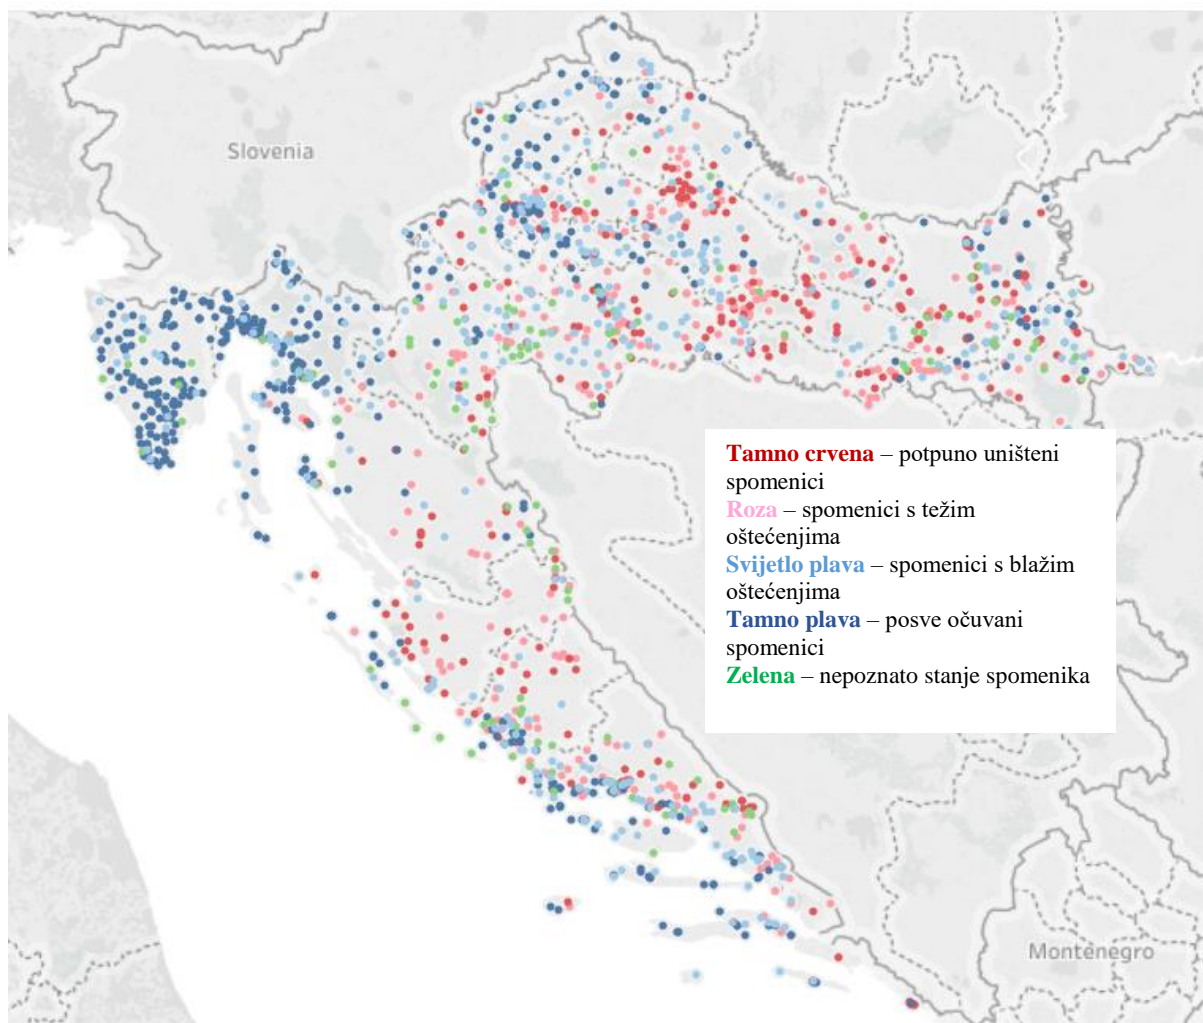 Slovenia
Tamno crvena – potpuno uništeni
spomenici
Roza – spomenici s težim
oštećenjima
Svijetlo plava – spomenici s blažim
oštećenjima
Tamno plava – posve očuvani
spomenici
Zelena – nepoznato stanje spomenika
Montenegro